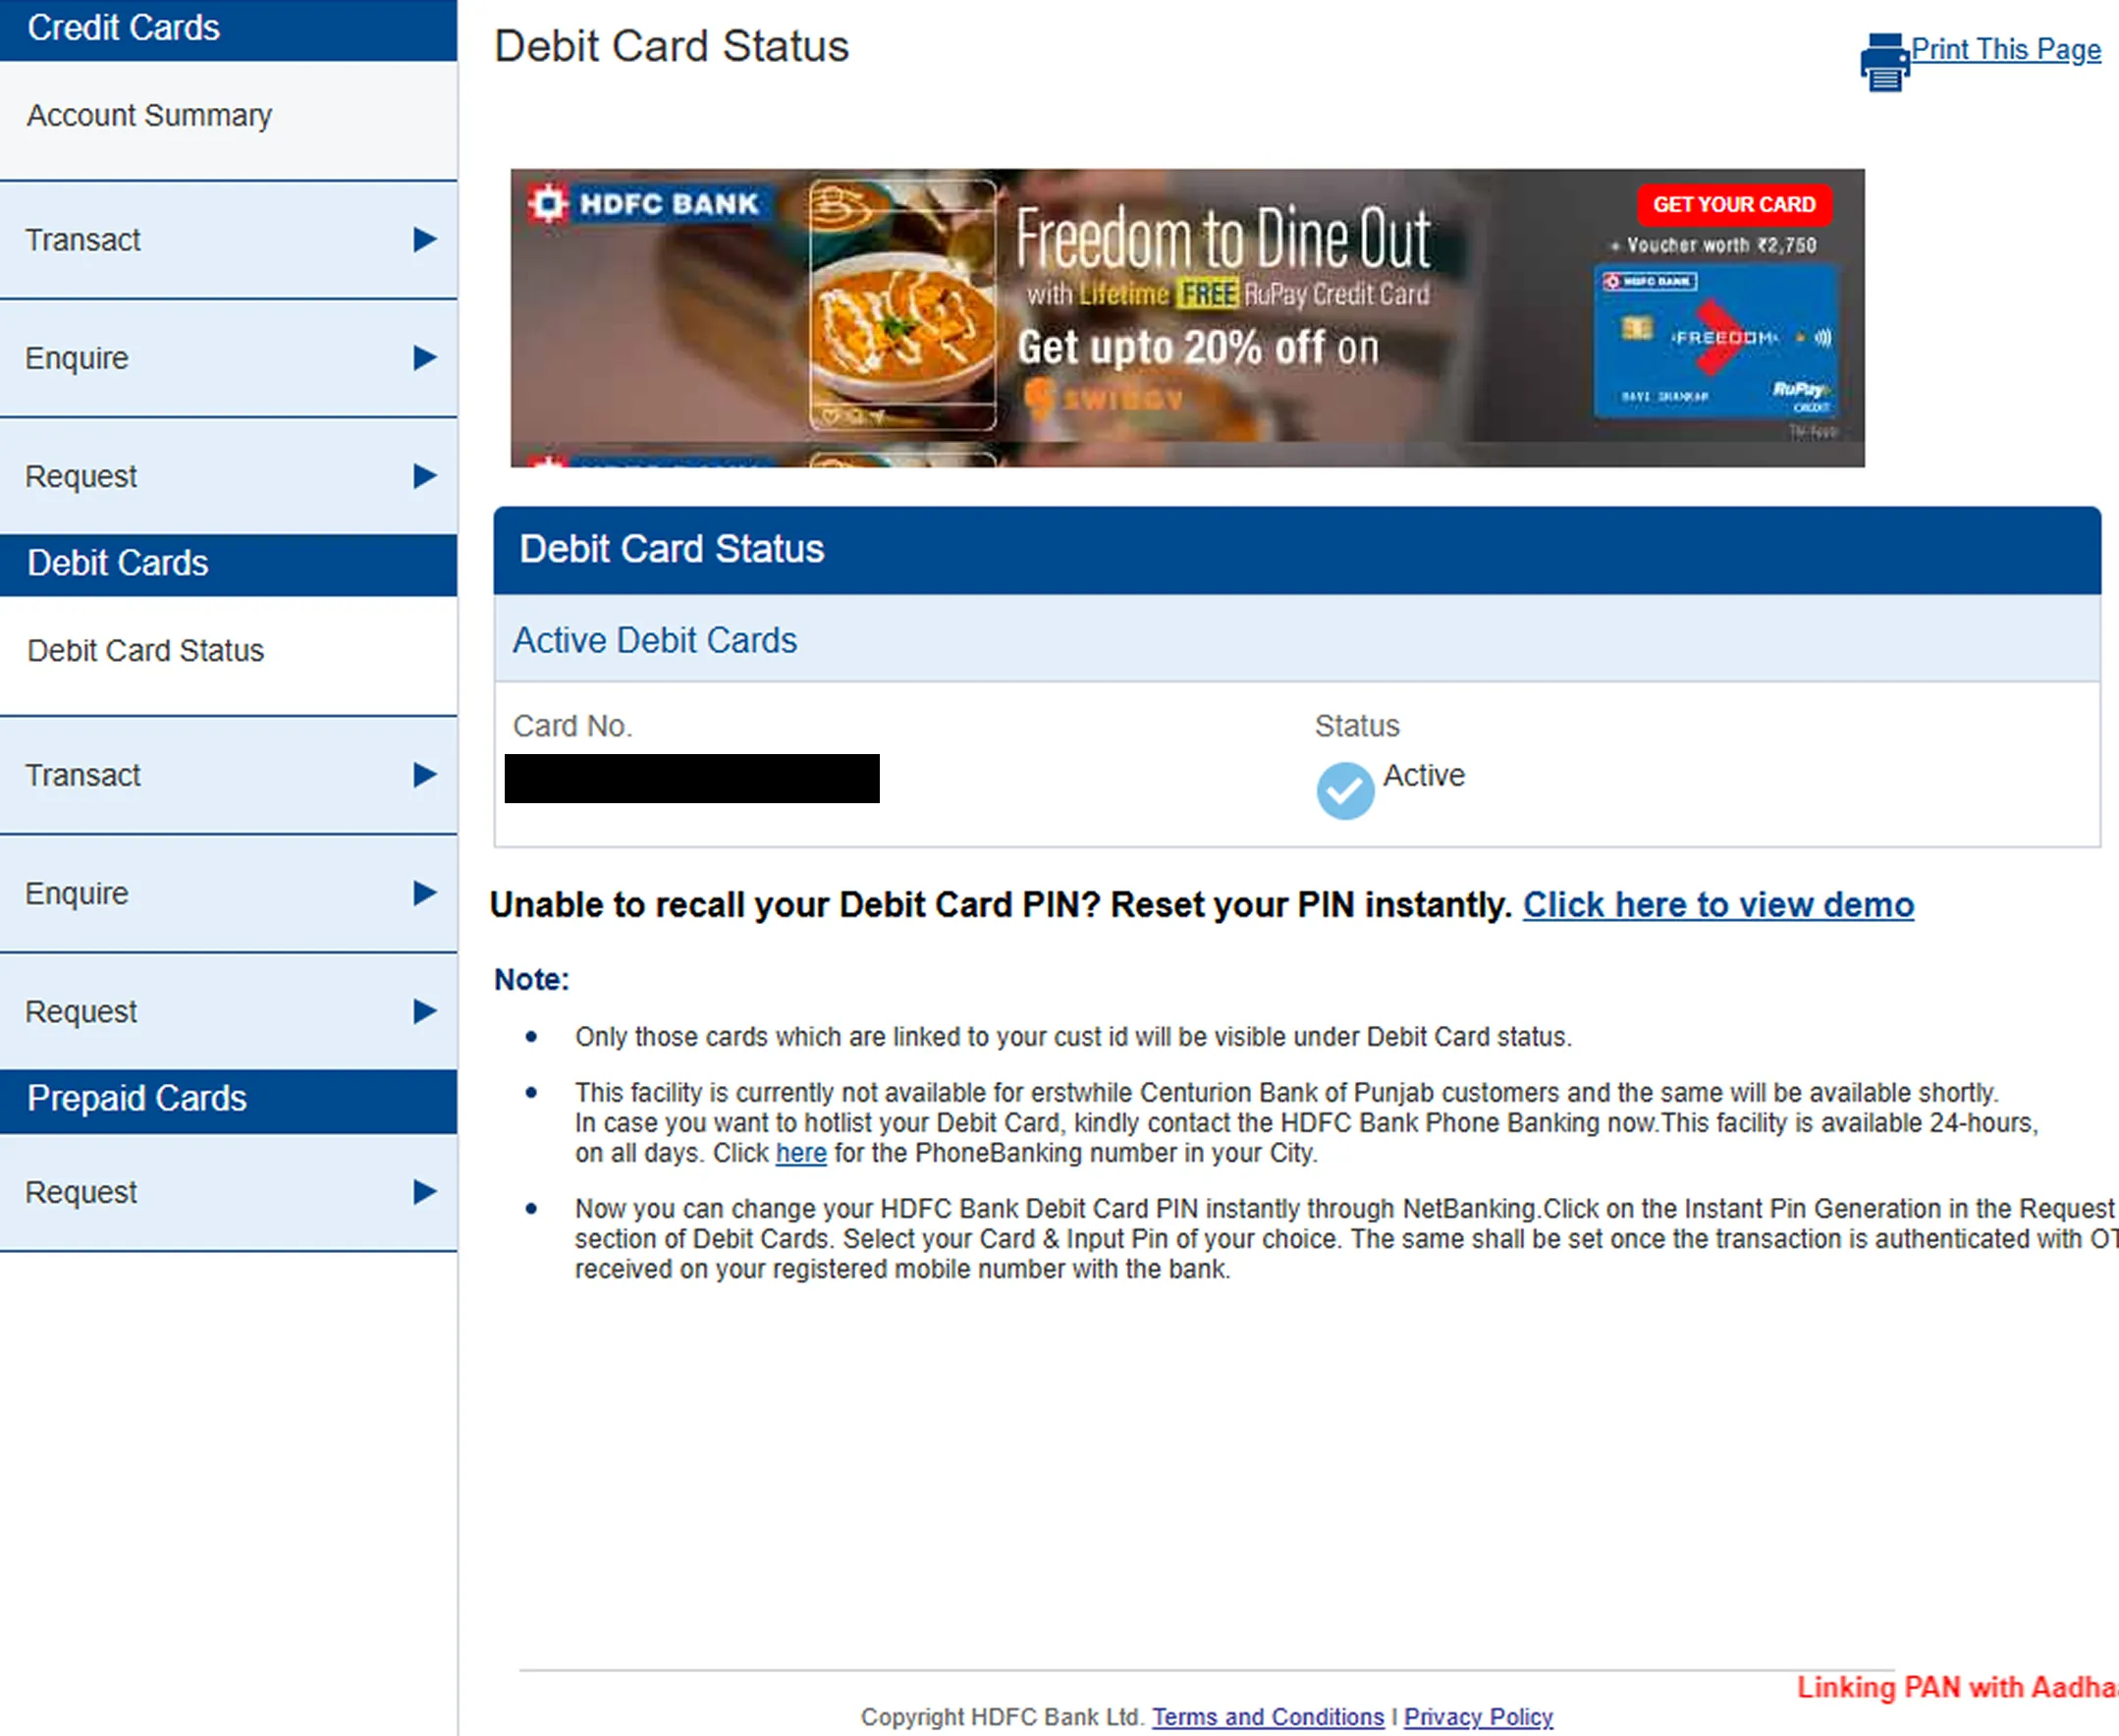 Credit Cards
Account Summary
Transact
Enquire
Request
Debit Cards
Debit Card Status
Transact
Enquire
Request
Prepaid Cards
Request
Debit Card Status
Print This Page
HDFC BANK
Freedom to Dine Out
with Lifetime FREE RuPay Credit Card
Get upto 20% off on
SWIGGY
GET YOUR CARD
+ Voucher worth ₹2,750
HDFC BANK
FREEDOM
RuPay
CREDIT
Debit Card Status
Active Debit Cards
Card No.
Status
Active
Unable to recall your Debit Card PIN? Reset your PIN instantly. Click here to view demo
Note:
• Only those cards which are linked to your cust id will be visible under Debit Card status.
• This facility is currently not available for erstwhile Centurion Bank of Punjab customers and the same will be available shortly.
In case you want to hotlist your Debit Card, kindly contact the HDFC Bank Phone Banking now.This facility is available 24-hours,
on all days. Click here for the PhoneBanking number in your City.
• Now you can change your HDFC Bank Debit Card PIN instantly through NetBanking.Click on the Instant Pin Generation in the Request
section of Debit Cards. Select your Card & Input Pin of your choice. The same shall be set once the transaction is authenticated with OT
received on your registered mobile number with the bank.
Linking PAN with Aadha
Copyright HDFC Bank Ltd. Terms and Conditions | Privacy Policy